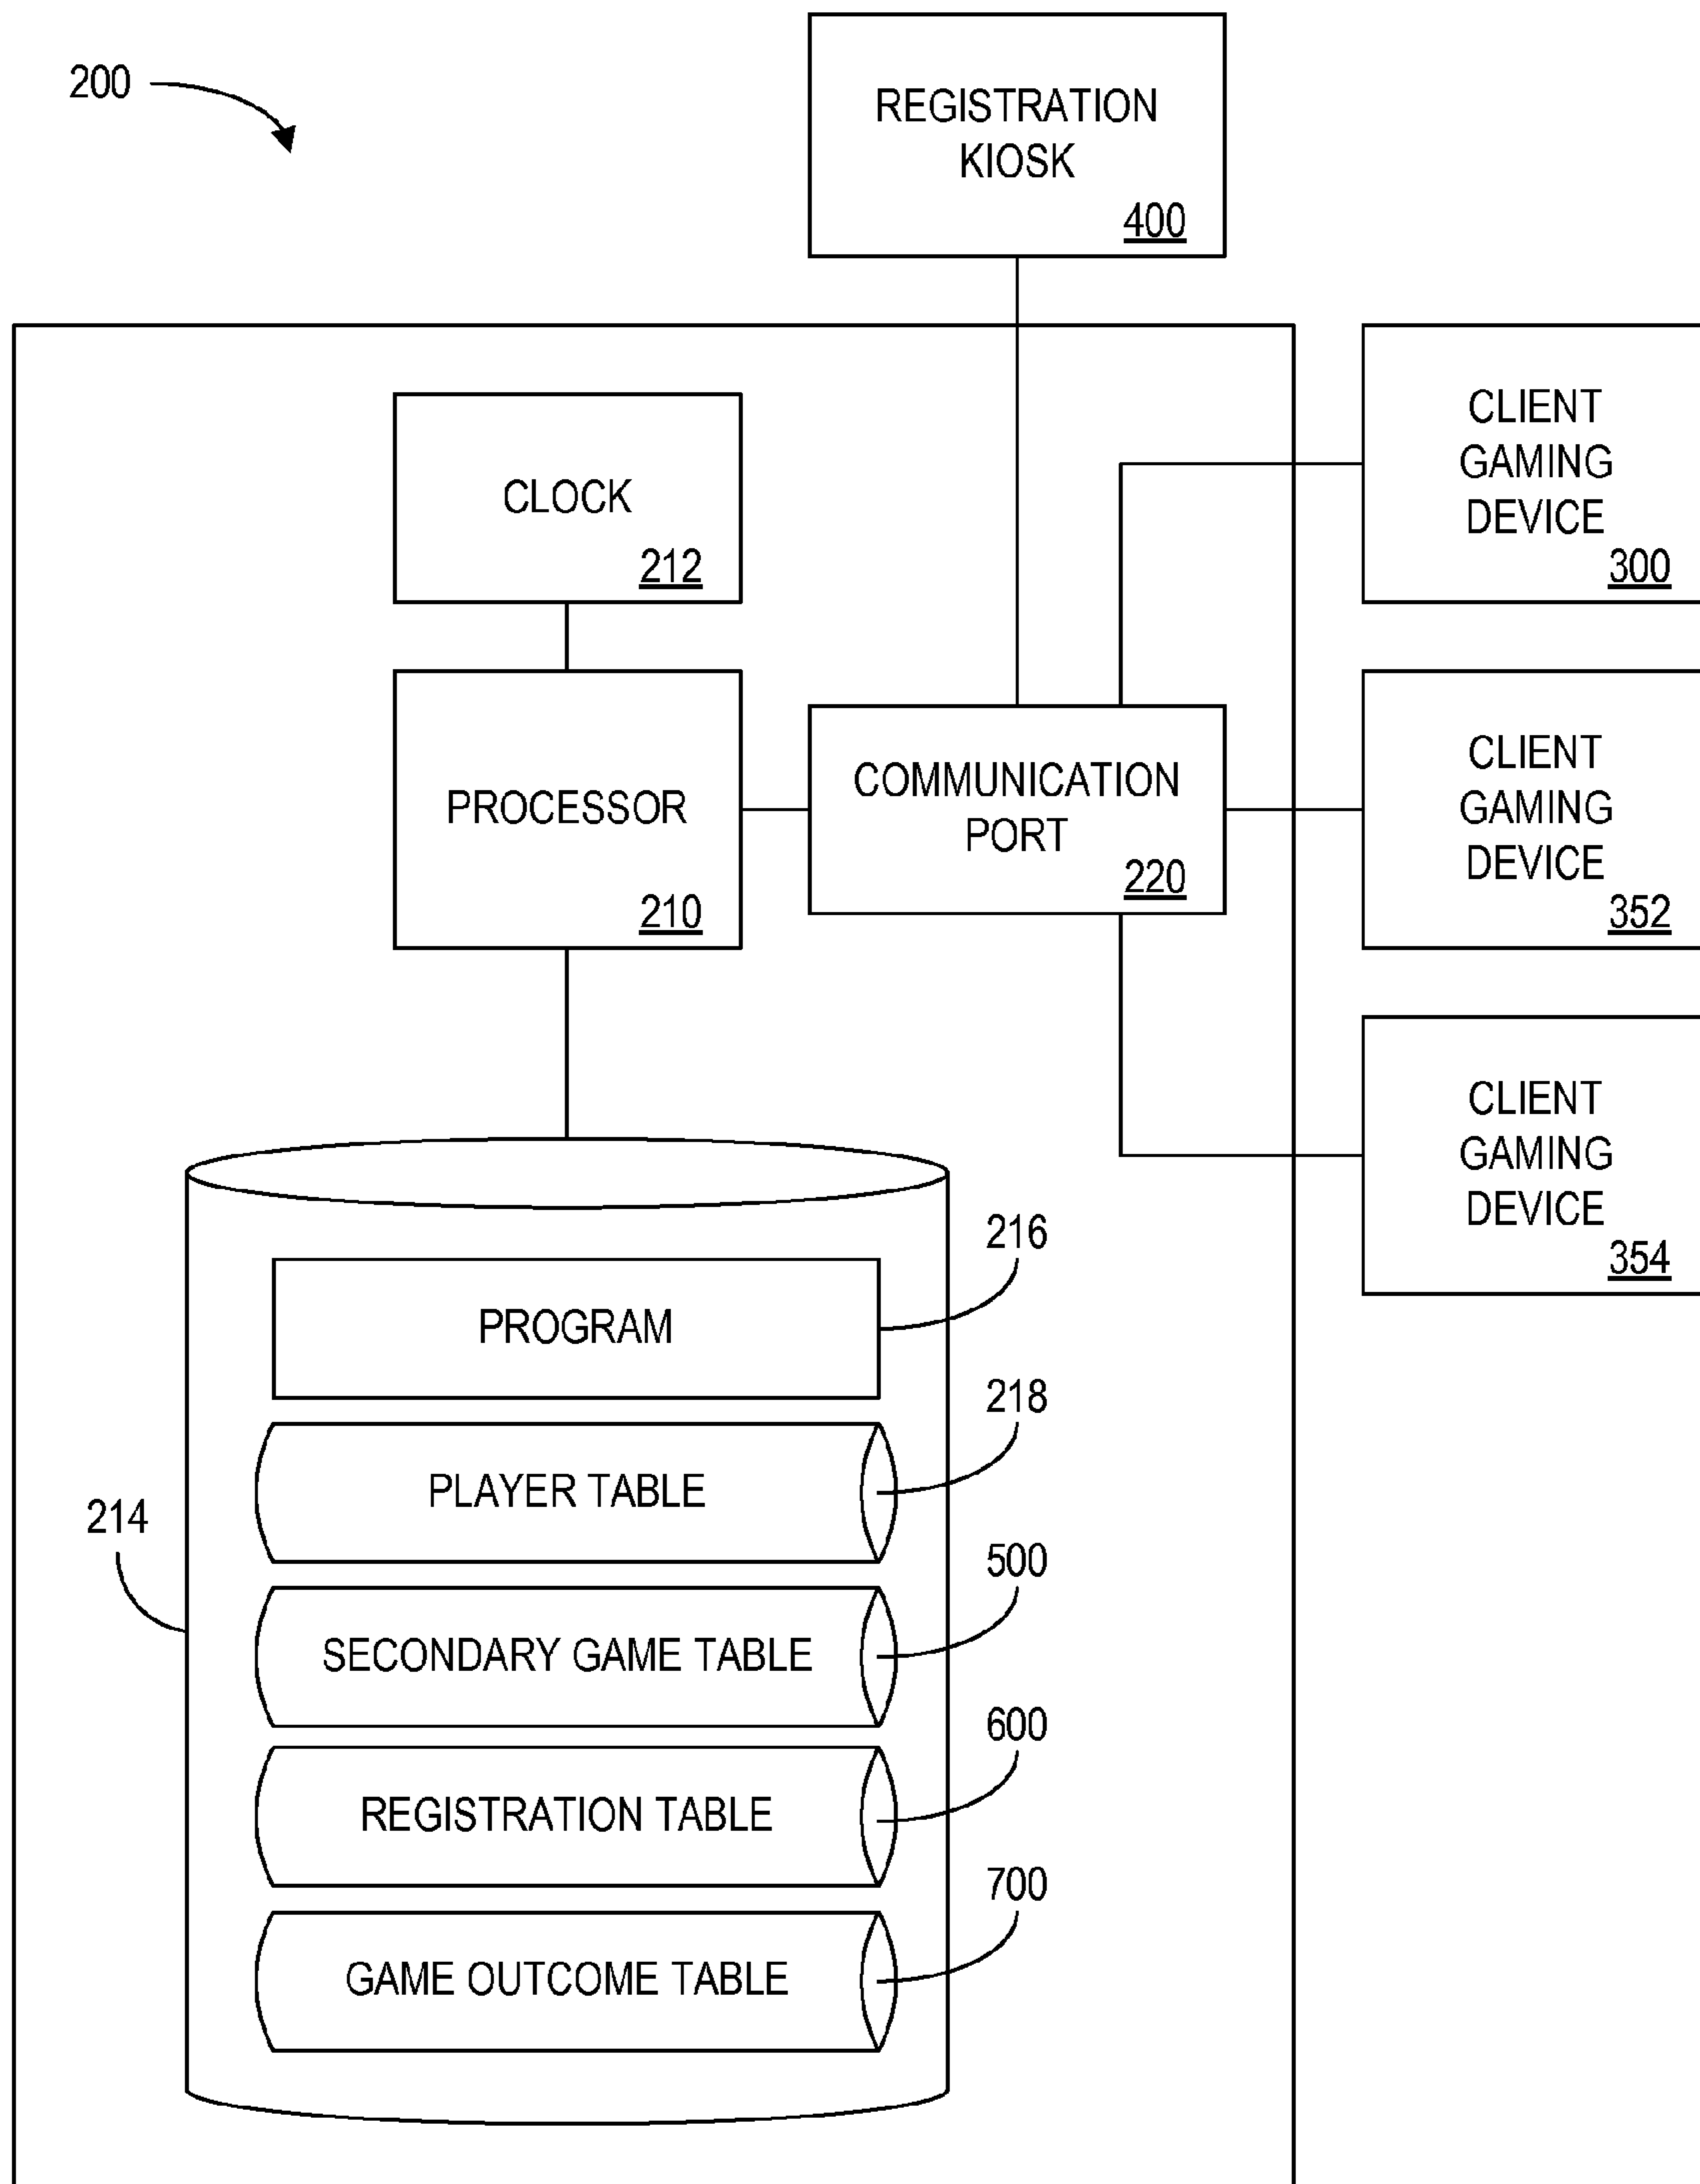 200
REGISTRATION
KIOSK
400
CLOCK
212
PROCESSOR
210
COMMUNICATION
PORT
220
CLIENT
GAMING
DEVICE
300
CLIENT
GAMING
DEVICE
352
CLIENT
GAMING
DEVICE
354
214
PROGRAM
216
PLAYER TABLE
218
SECONDARY GAME TABLE
500
REGISTRATION TABLE
600
GAME OUTCOME TABLE
700